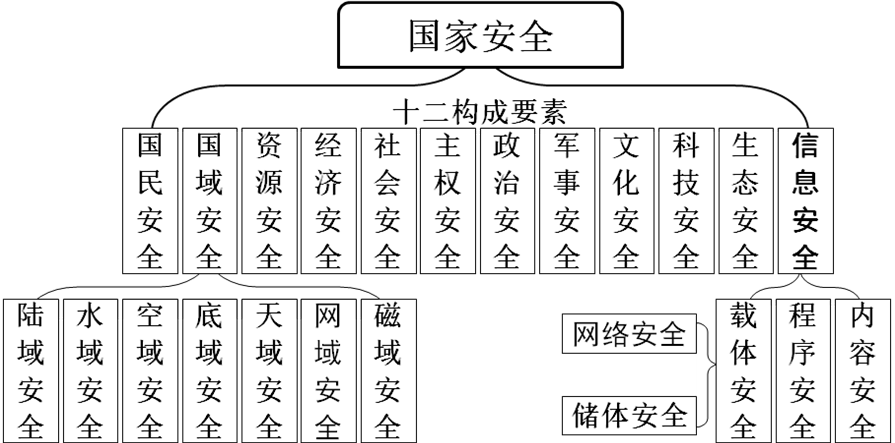 国家安全
十二构成要素
国民安全
国域安全
资源安全
经济安全
社会安全
主权安全
政治安全
军事安全
文化安全
科技安全
生态安全
信息安全
陆域安全
水域安全
空域安全
底域安全
天域安全
网域安全
磁域安全
网络安全
储体安全
载体安全
程序安全
内容安全